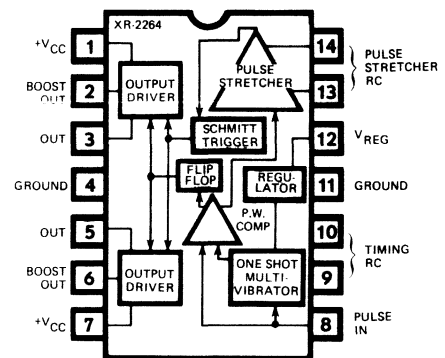 XR-2264
+VCC
1
BOOST
OUT
2
OUT
3
GROUND
4
OUT
5
BOOST
OUT
6
+VCC
7
OUTPUT
DRIVER
PULSE
STRETCHER
SCHMITT
TRIGGER
FLIP
FLOP
REGU-
LATOR
P.W.
COMP
OUTPUT
DRIVER
ONE SHOT
MULTI-
VIBRATOR
14
13
PULSE
STRETCHER
RC
12
VREG
11
GROUND
10
9
TIMING
RC
8
PULSE
IN